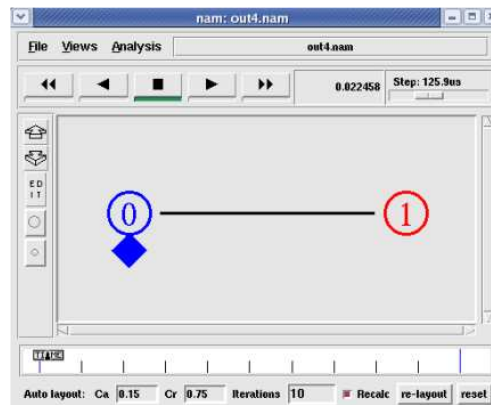 nam: out4.nam
File Views Analysis out4.nam
0.022458 Step: 125.9us
E D
I T
0 1
TIME
Auto layout: Ca 0.15 Cr 0.75 Iterations 10 Recalc re-layout reset